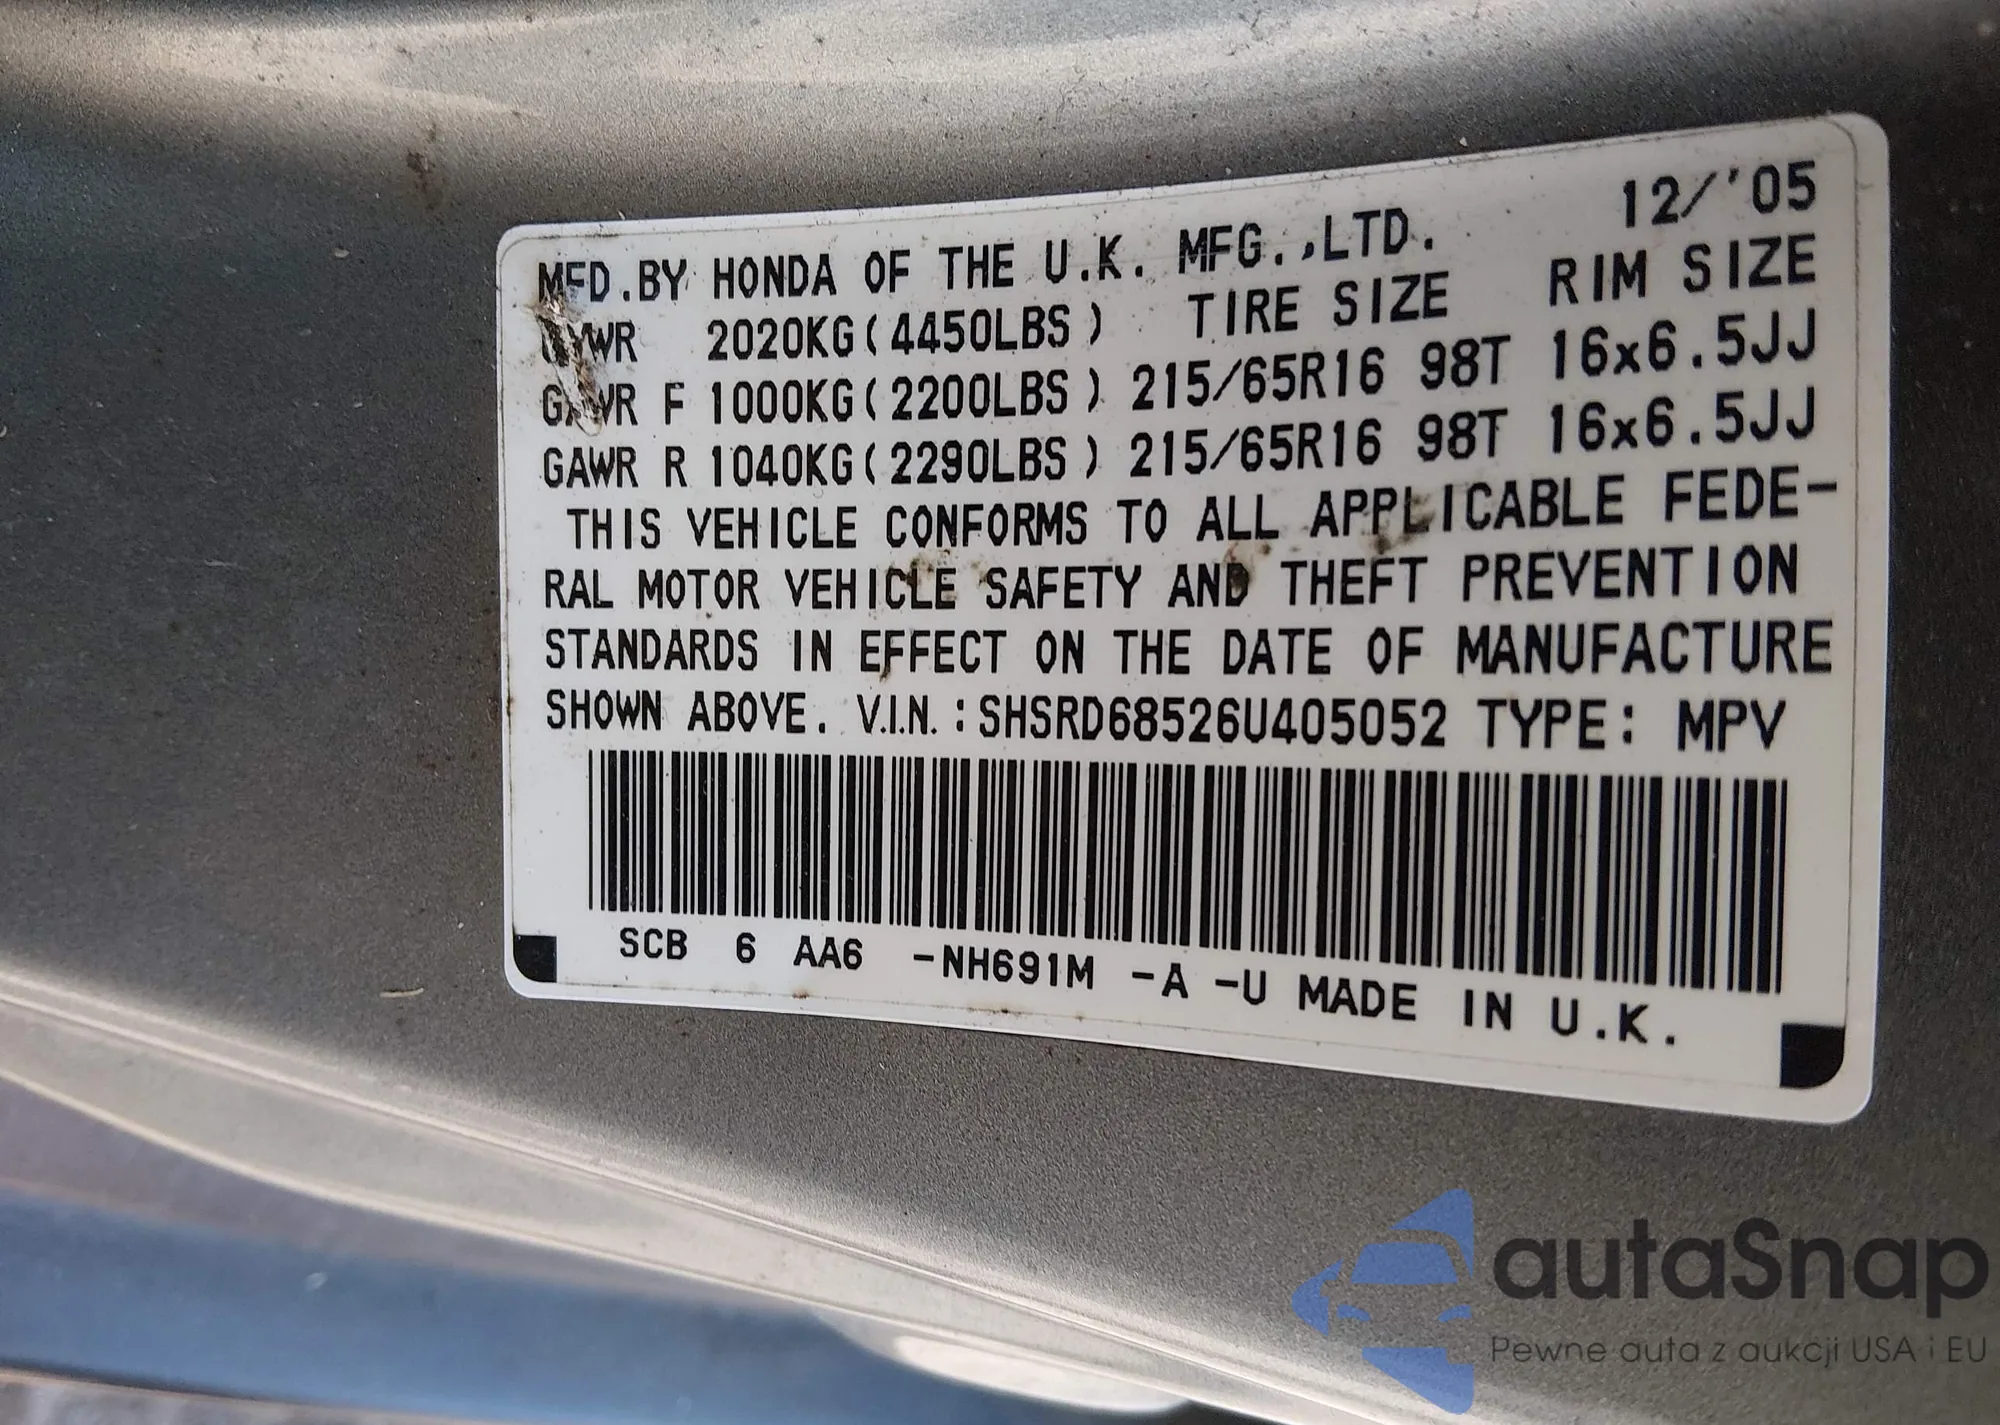 12/'05
MFD.BY HONDA OF THE U.K. MFG.,LTD.
GVWR 2020KG(4450LBS) TIRE SIZE RIM SIZE
GAWR F 1000KG(2200LBS) 215/65R16 98T 16x6.5JJ
GAWR R 1040KG(2290LBS) 215/65R16 98T 16x6.5JJ
THIS VEHICLE CONFORMS TO ALL APPLICABLE FEDE-
RAL MOTOR VEHICLE SAFETY AND THEFT PREVENTION
STANDARDS IN EFFECT ON THE DATE OF MANUFACTURE
SHOWN ABOVE. V.I.N.:SHSRD68526U405052 TYPE: MPV
SCB 6 AA6 -NH691M -A -U MADE IN U.K.
autaSnap
Pewne auta z aukcji USA i EU